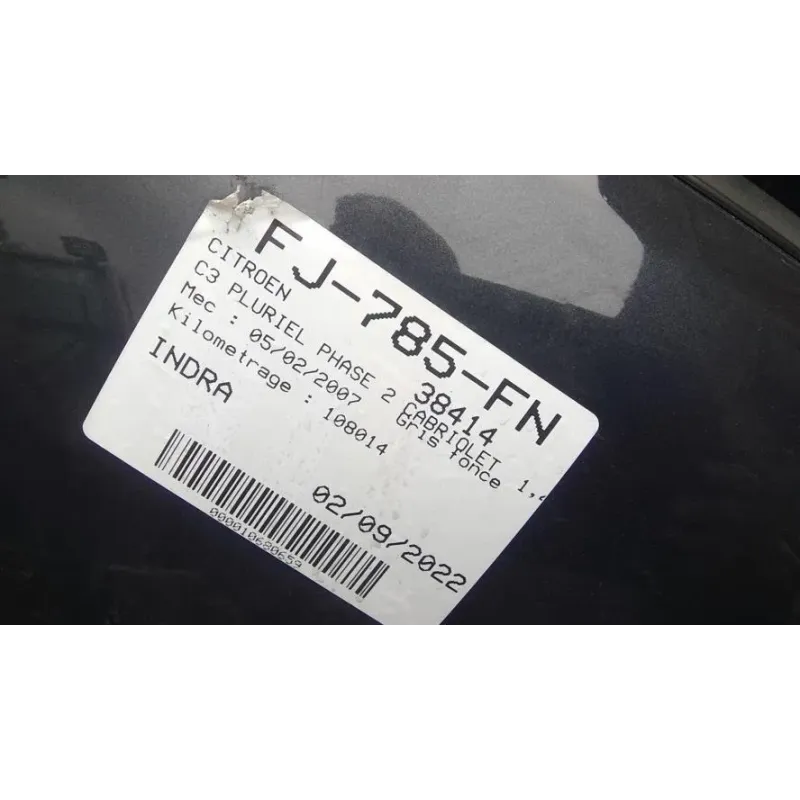 FJ-785-FN
CITROEN 38414
C3 PLURIEL PHASE 2 CABRIOLET 1,4
Mec : 05/02/2007 Gris fonce
Kilometrage : 108014
INDRA
02/09/2022
000010680659